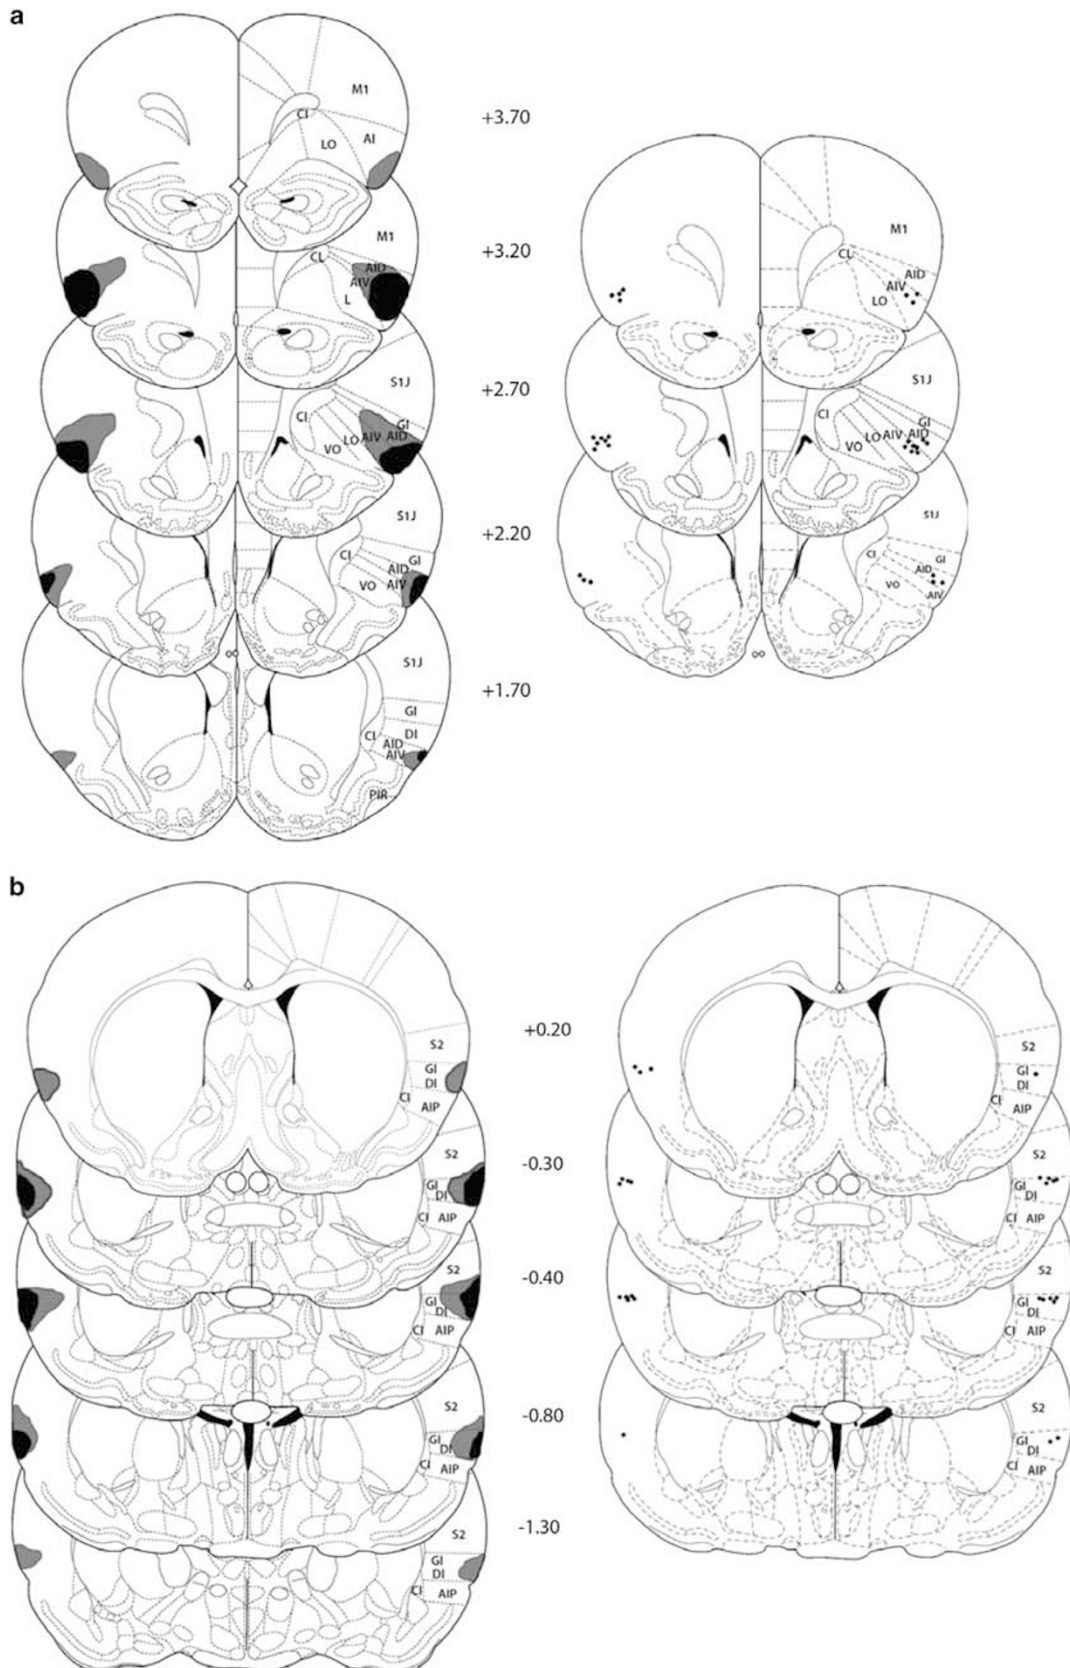 a
M1
CI
AI
LO
+3.70
M1
CL
AID
AIV
L
+3.20
M1
CL
AID
AIV
LO
S1J
CI
GI
LO AIV AID
VO
+2.70
S1J
CI
GI
LO AIV AID
VO
S1J
CI
GI
AID
VO AIV
+2.20
S1J
CI
GI
AID
VO
AIV
S1J
GI
DI
CI
AID
AIV
PIR
+1.70
b
S2
GI
DI
CI
AIP
+0.20
S2
GI
DI
CI
AIP
S2
GI
DI
CI AIP
-0.30
S2
GI
DI
CI AIP
S2
GI
DI
CI AIP
-0.40
S2
GI
DI
CI AIP
S2
GI
DI
CI AIP
-0.80
S2
GI
DI
CI AIP
S2
GI
DI
CI AIP
-1.30